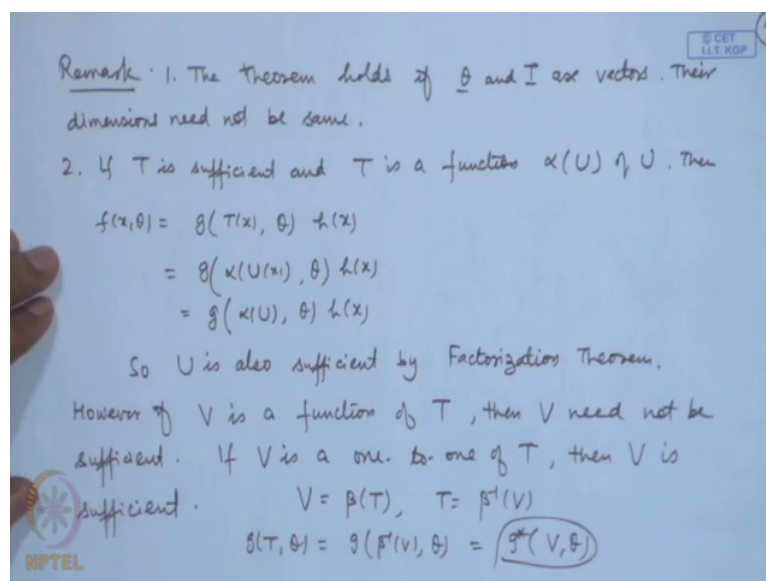 © CET
I.I.T. KGP
Remark · 1. The theorem holds if θ and T are vectors. Their
dimensions need not be same.
2. If T is sufficient and T is a function α(U) of U. Then
f(x,θ) = g(T(x), θ) h(x)
= g(α(U(x)), θ) h(x)
= g(α(U), θ) h(x)
So U is also sufficient by Factorization Theorem.
However if V is a function of T, then V need not be
sufficient. If V is a one-to-one of T, then V is
sufficient. V = β(T), T = β⁻¹(V)
g(T, θ) = g(β⁻¹(V), θ) = g*(V, θ)
NPTEL